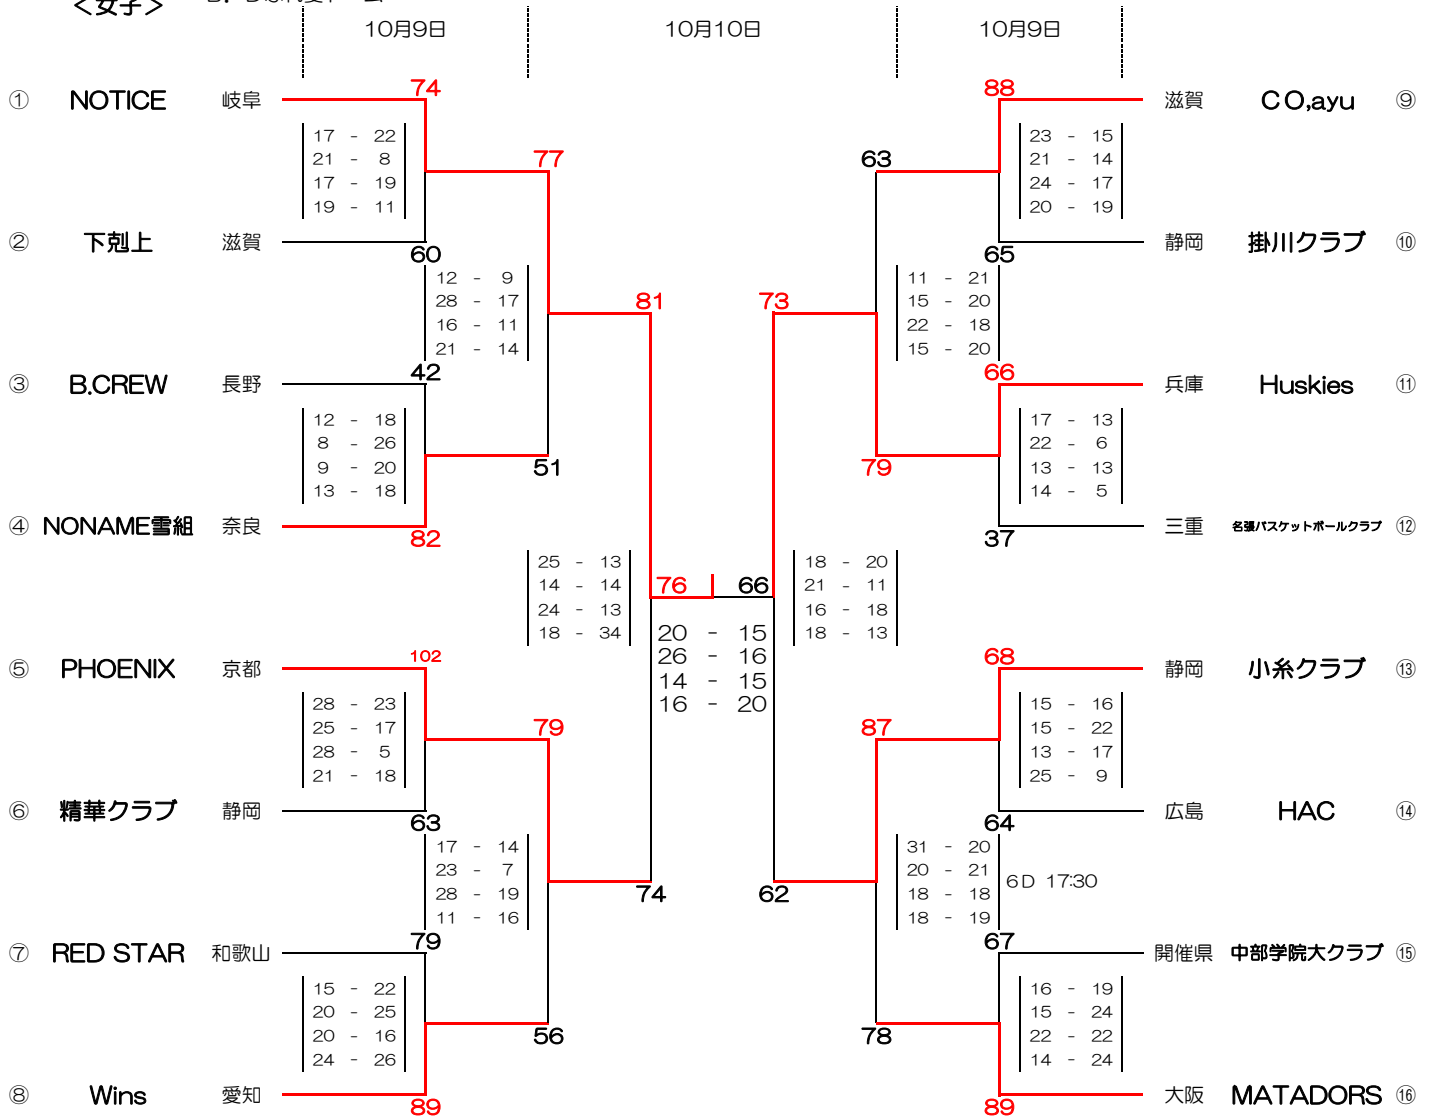 ＜女子＞
10月9日 10月10日 10月9日
① NOTICE 岐阜 74
17 - 22
21 - 8
17 - 19
19 - 11
② 下剋上 滋賀 60
77
12 - 9
28 - 17
16 - 11
21 - 14
③ B.CREW 長野 42
12 - 18
8 - 26
9 - 20
13 - 18
④ NONAME雪組 奈良 82
51
81
25 - 13
14 - 14
24 - 13
18 - 34
⑤ PHOENIX 京都 102
28 - 23
25 - 17
28 - 5
21 - 18
⑥ 精華クラブ 静岡 63
79
17 - 14
23 - 7
28 - 19
11 - 16
⑦ RED STAR 和歌山 79
15 - 22
20 - 25
20 - 16
24 - 26
⑧ Wins 愛知 89
56
74
76 66
20 - 15
26 - 16
14 - 15
16 - 20
88 滋賀 ＣＯ,ayu ⑨
23 - 15
21 - 14
24 - 17
20 - 19
65 静岡 掛川クラブ ⑩
63
11 - 21
15 - 20
22 - 18
15 - 20
66 兵庫 Huskies ⑪
17 - 13
22 - 6
13 - 13
14 - 5
37 三重 名張バスケットボールクラブ ⑫
79
73
18 - 20
21 - 11
16 - 18
18 - 13
68 静岡 小糸クラブ ⑬
15 - 16
15 - 22
13 - 17
25 - 9
64 広島 HAC ⑭
87
31 - 20
20 - 21
18 - 18
18 - 19
6D 17:30
67 開催県 中部学院大クラブ ⑮
16 - 19
15 - 24
22 - 22
14 - 24
89 大阪 MATADORS ⑯
78
62